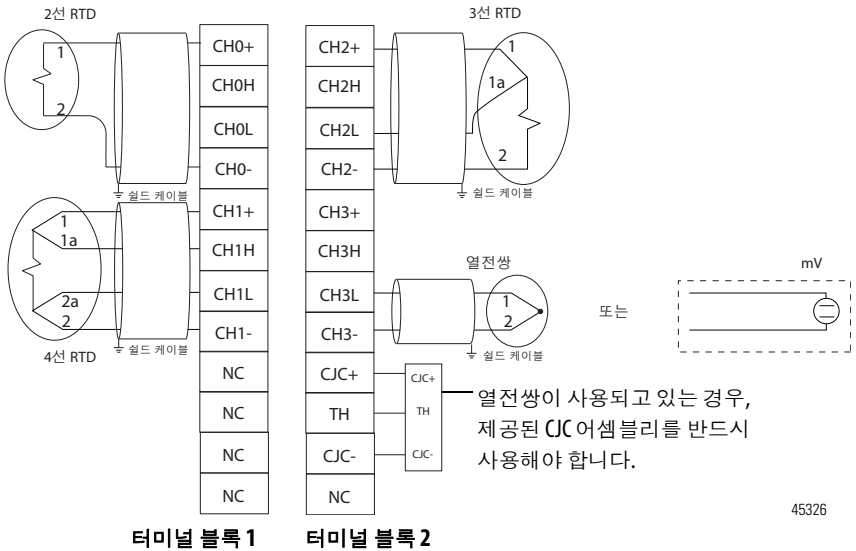 2선 RTD
3선 RTD
1
2
CH0+
CH0H
CH0L
CH0-
쉴드 케이블
CH2+
CH2H
CH2L
CH2-
1
1a
2
쉴드 케이블
1
1a
2a
2
4선 RTD
쉴드 케이블
CH1+
CH1H
CH1L
CH1-
NC
NC
NC
NC
CH3+
CH3H
CH3L
CH3-
CJC+
TH
CJC-
NC
열전쌍
1
2
쉴드 케이블
또는
mV
CJC+
TH
CJC-
열전쌍이 사용되고 있는 경우,
제공된 CJC 어셈블리를 반드시
사용해야 합니다.
45326
터미널 블록 1
터미널 블록 2